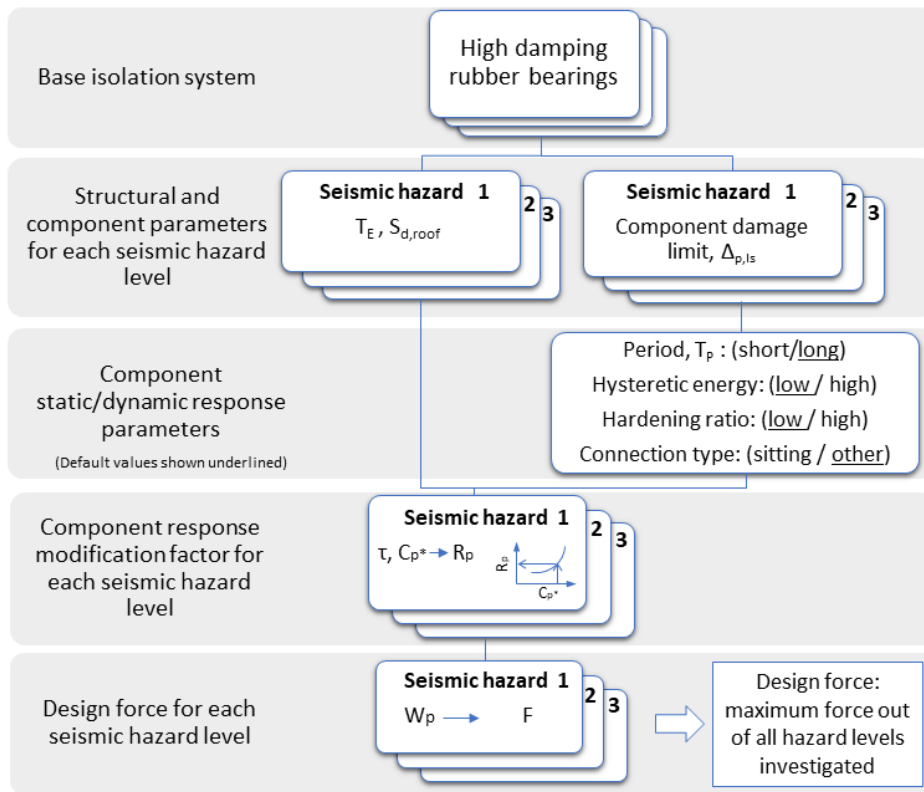 Base isolation system
High damping
rubber bearings
Structural and
component parameters
for each seismic hazard
level
Seismic hazard 1
2
3
T_E , S_d,roof
Seismic hazard 1
2
3
Component damage
limit, Δ_p,ls
Component
static/dynamic response
parameters
(Default values shown underlined)
Period, T_p : (short/long)
Hysteretic energy: (low / high)
Hardening ratio: (low / high)
Connection type: (sitting / other)
Component response
modification factor for
each seismic hazard
level
Seismic hazard 1
2
3
τ, C_p* → R_p
R_p
C_p*
Design force for each
seismic hazard level
Seismic hazard 1
2
3
W_p → F
Design force:
maximum force out
of all hazard levels
investigated